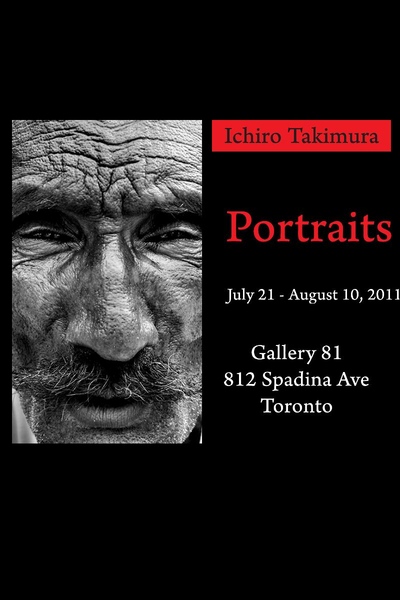 Ichiro Takimura
Portraits
July 21 - August 10, 2011
Gallery 81
812 Spadina Ave
Toronto